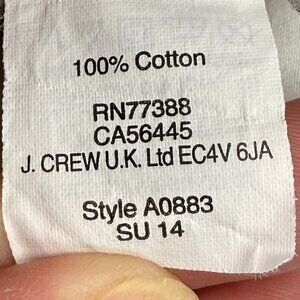 100% Cotton
RN77388
CA56445
J. CREW U.K. Ltd EC4V 6JA
Style A0883
SU 14